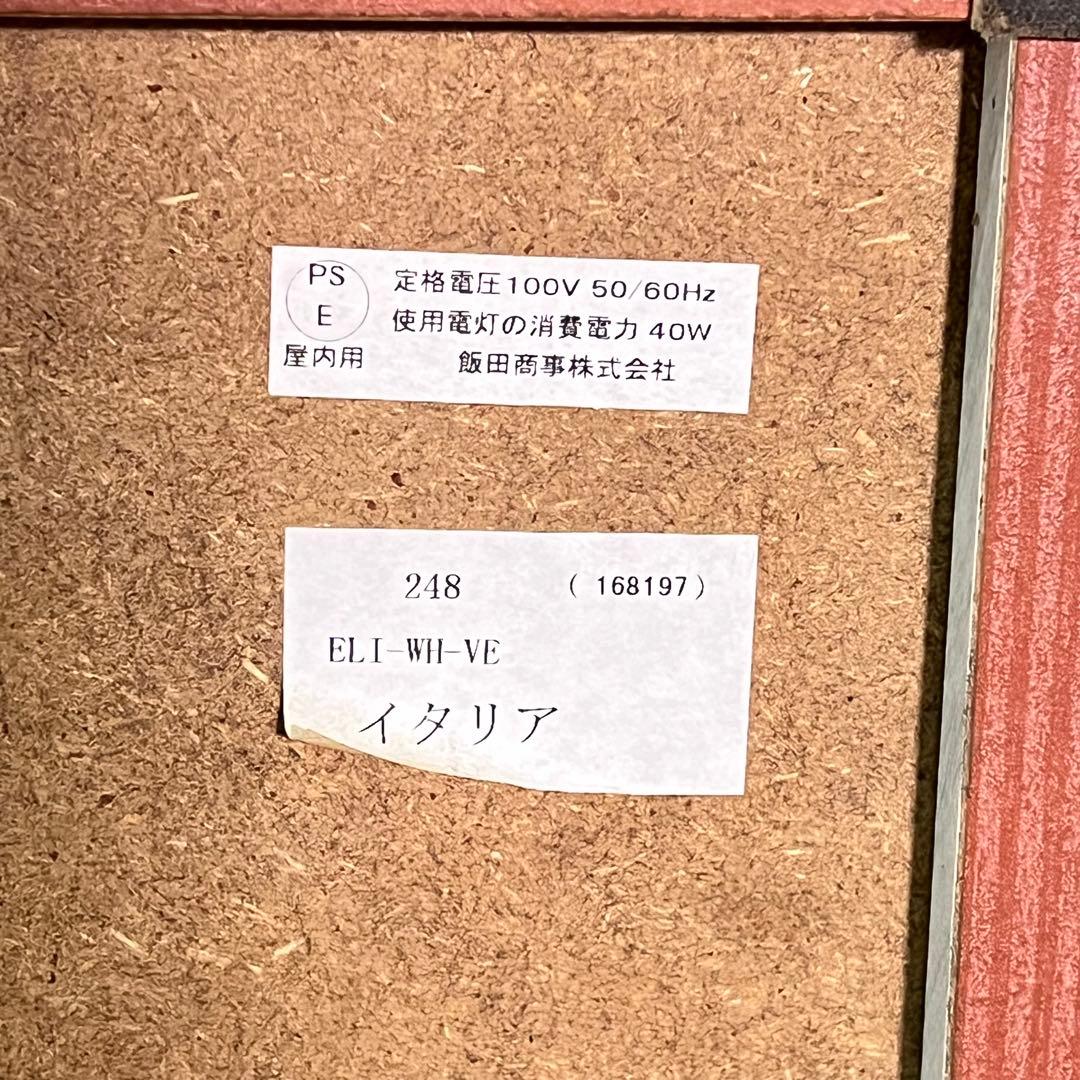 PS
E
屋内用
定格電圧100V 50/60Hz
使用電灯の消費電力 40W
飯田商事株式会社
248 (168197)
ELI-WH-VE
イタリア